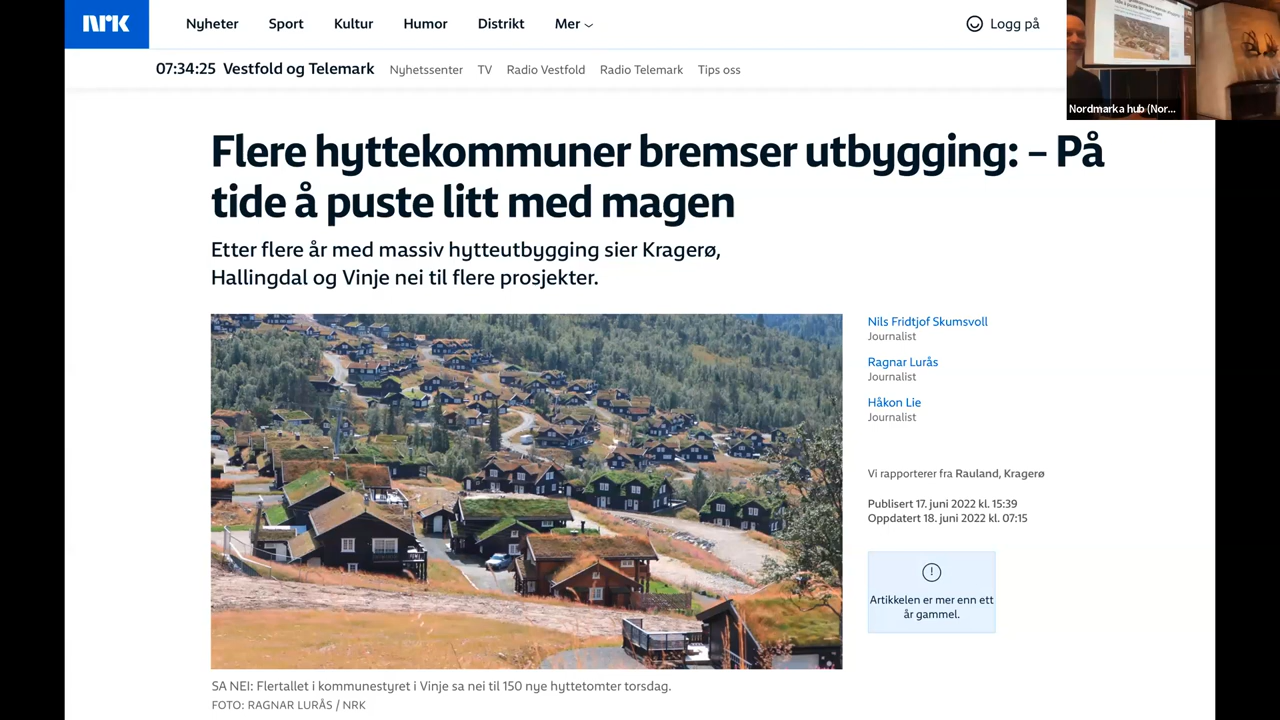 NRK
Nyheter Sport Kultur Humor Distrikt Mer
Logg på
Nordmarka hub (Nor...
07:34:25 Vestfold og Telemark Nyhetssenter TV Radio Vestfold Radio Telemark Tips oss
Flere hyttekommuner bremser utbygging: – På
tide å puste litt med magen
Etter flere år med massiv hytteutbygging sier Kragerø,
Hallingdal og Vinje nei til flere prosjekter.
Nils Fridtjof Skumsvoll
Journalist
Ragnar Lurås
Journalist
Håkon Lie
Journalist
Vi rapporterer fra Rauland, Kragerø
Publisert 17. juni 2022 kl. 15:39
Oppdatert 18. juni 2022 kl. 07:15
Artikkelen er mer enn ett
år gammel.
SA NEI: Flertallet i kommunestyret i Vinje sa nei til 150 nye hyttetomter torsdag.
FOTO: RAGNAR LURÅS / NRK